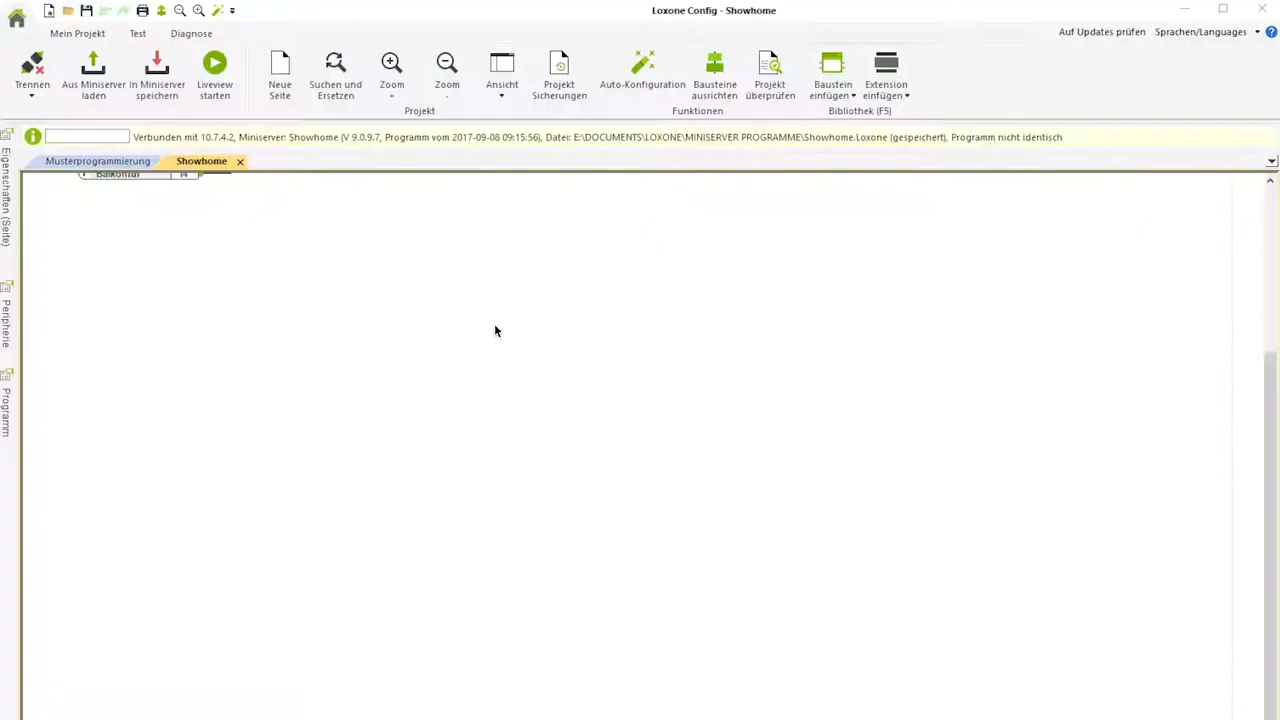 Loxone Config - Showhome
Mein Projekt Test Diagnose Auf Updates prüfen Sprachen/Languages
Trennen Aus Miniserver laden In Miniserver speichern Liveview starten Neue Seite Suchen und Ersetzen Zoom + Zoom - Ansicht Projekt Sicherungen Auto-Konfiguration Bausteine ausrichten Projekt überprüfen Baustein einfügen Extension einfügen
Projekt Funktionen Bibliothek (F5)
Verbunden mit 10.7.4.2, Miniserver: Showhome (V 9.0.9.7, Programm vom 2017-09-08 09:15:56), Datei: E:\DOCUMENTS\LOXONE\MINISERVER PROGRAMME\Showhome.Loxone (gespeichert), Programm nicht identisch
Musterprogrammierung Showhome
Balkontür I4
Eigenschaften (Seite)
Peripherie
Programm